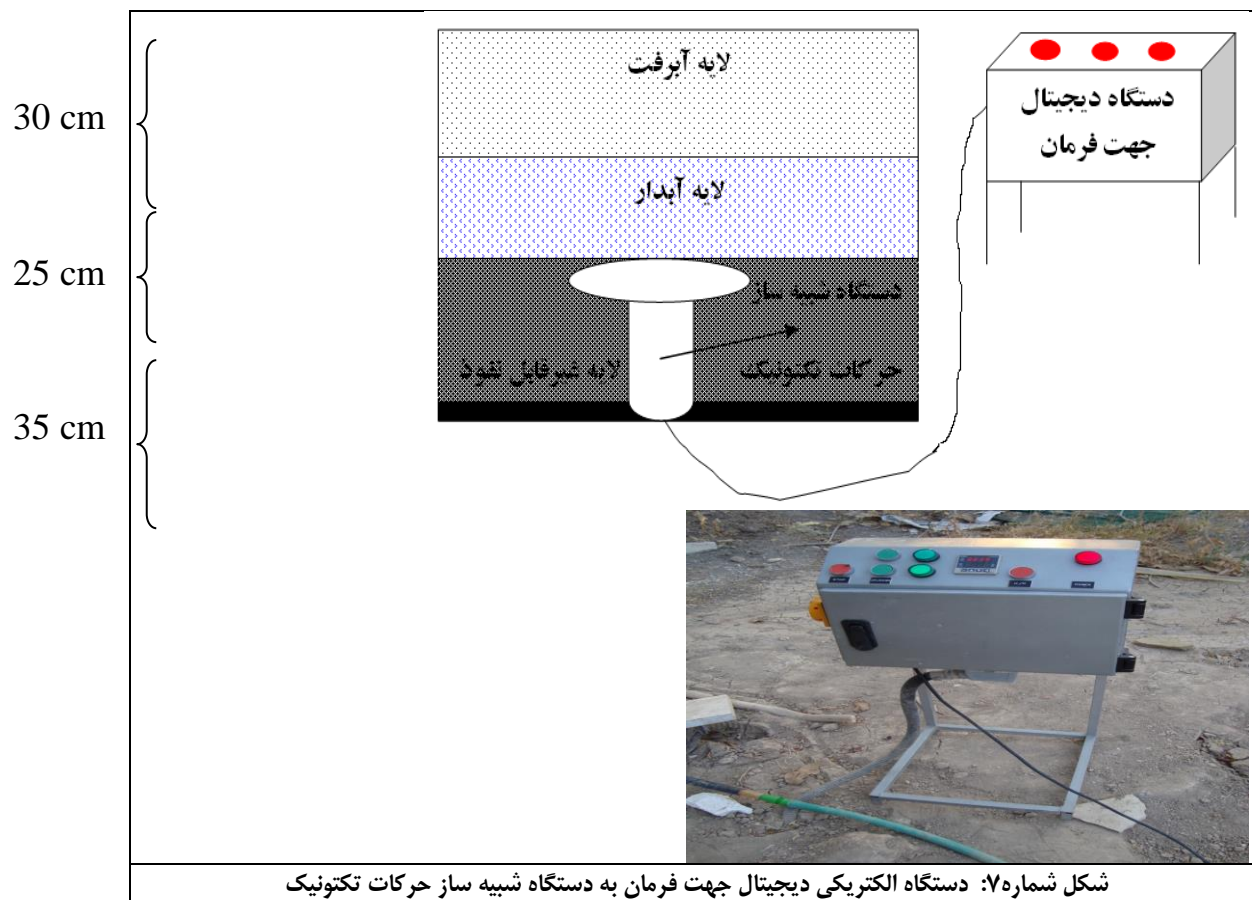 30 cm
25 cm
35 cm
لایه آبرفت
لایه آبدار
دستگاه شبیه ساز
حرکات تکتونیک
لایه غیرقابل نفوذ
دستگاه دیجیتال
جهت فرمان
شکل شماره۷: دستگاه الکتریکی دیجیتال جهت فرمان به دستگاه شبیه ساز حرکات تکتونیک